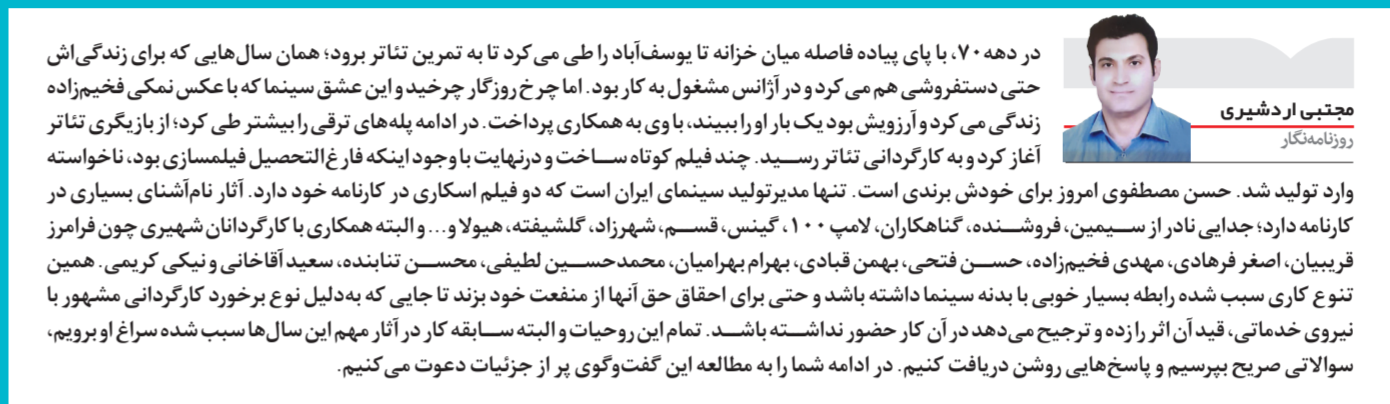 مجتبی اردشیری
روزنامه‌نگار
در دهه ۷۰، با پای پیاده فاصله میان خزانه تا یوسف‌آباد را طی می کرد تا به تمرین تئاتر برود؛ همان سال‌هایی که برای زندگی‌اش
حتی دستفروشی هم می کرد و در آژانس مشغول به کار بود. اما چرخ روزگار چرخید و این عشق سینما که با عکس نمکی فخیم‌زاده
زندگی می کرد و آرزویش بود یک بار او را ببیند، با وی به همکاری پرداخت. در ادامه پله‌های ترقی را بیشتر طی کرد؛ از بازیگری تئاتر
آغاز کرد و به کارگردانی تئاتر رسید. چند فیلم کوتاه ساخت و درنهایت با وجود اینکه فارغ‌التحصیل فیلمسازی بود، ناخواسته
وارد تولید شد. حسن مصطفوی امروز برای خودش برندی است. تنها مدیرتولید سینمای ایران است که دو فیلم اسکاری در کارنامه خود دارد. آثار نام‌آشنای بسیاری در
کارنامه دارد؛ جدایی نادر از سیمین، فروشنده، گناهکاران، لامپ ۱۰۰، گینس، قسم، شهرزاد، گلشیفته، هیولا و... و البته همکاری با کارگردانان شهیری چون فرامرز
قریبیان، اصغر فرهادی، مهدی فخیم‌زاده، حسن فتحی، بهمن قبادی، بهرام بهرامیان، محمدحسین لطیفی، محسن تنابنده، سعید آقاخانی و نیکی کریمی. همین
تنوع کاری سبب شده رابطه بسیار خوبی با بدنه سینما داشته باشد و حتی برای احقاق حق آنها از منفعت خود بزند تا جایی که به‌دلیل نوع برخورد کارگردانی مشهور با
نیروی خدماتی، قید آن اثر را زده و ترجیح می‌دهد در آن کار حضور نداشته باشد. تمام این روحیات و البته سابقه کار در آثار مهم این سال‌ها سبب شده سراغ او برویم،
سوالاتی صریح بپرسیم و پاسخ‌هایی روشن دریافت کنیم. در ادامه شما را به مطالعه این گفت‌وگوی پر از جزئیات دعوت می کنیم.